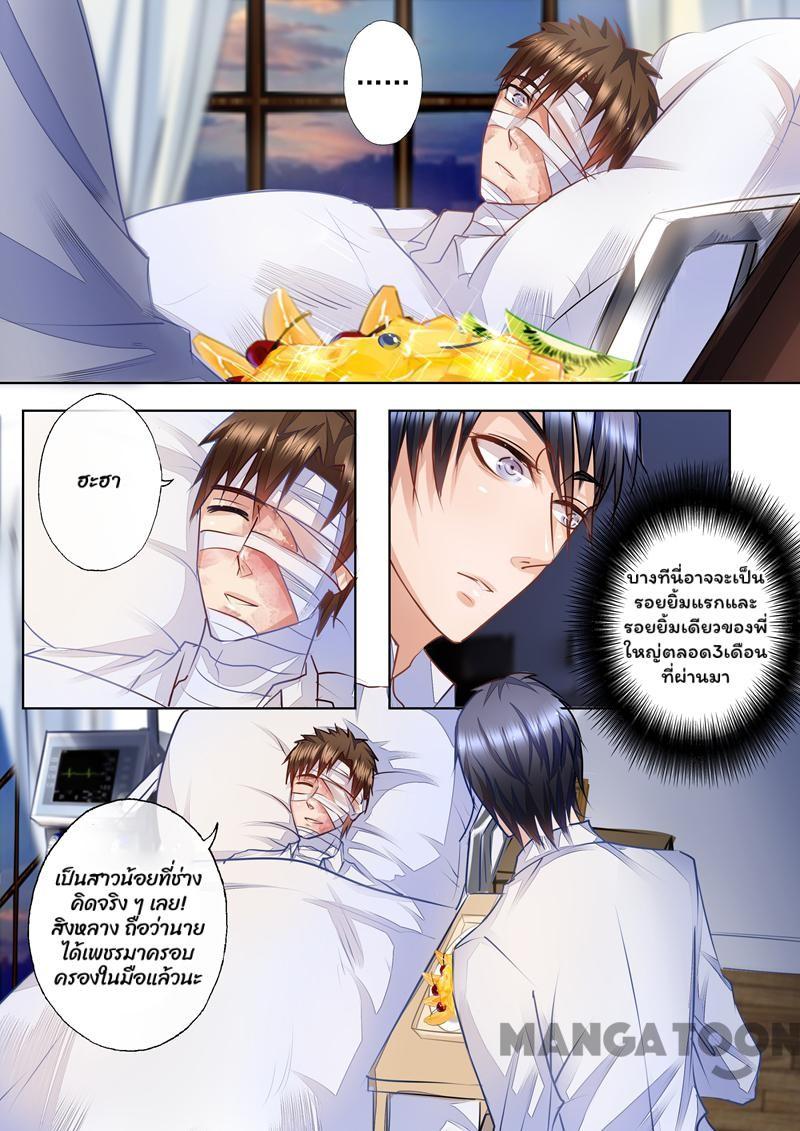 ......
ฮะฮา
บางทีนี่อาจจะเป็น
รอยยิ้มแรกและ
รอยยิ้มเดียวของพี่
ใหญ่ตลอด3เดือน
ที่ผ่านมา
เป็นสาวน้อยที่ช่าง
คิดจริง ๆ เลย!
สิงหลาง ถือว่านาย
ได้เพชรมาครอบ
ครองในมือแล้วนะ
MANGATOON